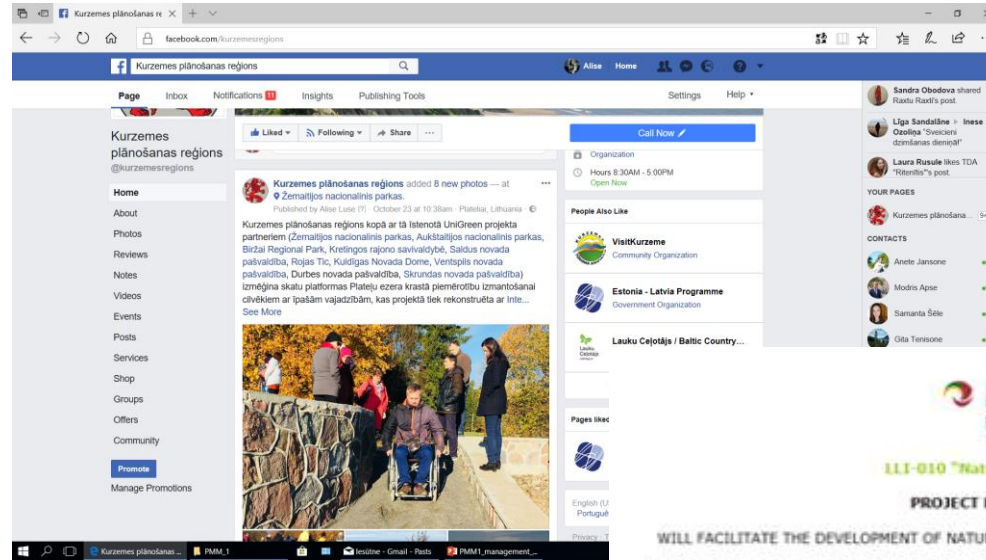 Kurzemes plānošanas re
facebook.com/kurzemesregions
Kurzemes plānošanas reģions
Alise Home
Page Inbox Notifications 11 Insights Publishing Tools Settings Help
Kurzemes
plānošanas reģions
@kurzemesregions
Home
About
Photos
Reviews
Notes
Videos
Events
Posts
Services
Shop
Groups
Offers
Community
Promote
Manage Promotions
Liked Following Share ...
Call Now
Kurzemes plānošanas reģions added 8 new photos — at
Žemaitijos nacionalinis parkas.
Published by Alise Luse [?] · October 23 at 10:38am · Plateliai, Lithuania ·
Kurzemes plānošanas reģions kopā ar tā īstenotā UniGreen projekta
partneriem (Žemaitijos nacionalinis parkas, Aukštaitijos nacionalinis parkas,
Biržai Regional Park, Kretingos rajono savivaldybė, Saldus novada
pašvaldība, Rojas Tic, Kuldīgas Novada Dome, Ventspils novada
pašvaldība, Durbes novada pašvaldība, Skrundas novada pašvaldība)
izmēģina skatu platformas Plateļu ezera krastā piemērotību izmantošanai
cilvēkiem ar īpašām vajadzībām, kas projektā tiek rekonstruēta ar Inte...
See More
Organization
Hours 8:30AM - 5:00PM
Open Now
People Also Like
VisitKurzeme
Community Organization
Estonia - Latvia Programme
Government Organization
Lauku Ceļotājs / Baltic Country...
Pages liked
English (U
Portuguê
Privacy · T
Sandra Obodova shared
Raxtu Raxti's post.
Līga Sandalāne ▸ Inese
Ozoliņa "Sveicieni
dzimšanas dieniņā!"
Laura Rusule likes TDA
"Ritenītis"'s post.
YOUR PAGES
Kurzemes plānošana...
CONTACTS
Anete Jansone
Modris Apse
Samanta Šēle
Gita Tenisone
LLI-010 "Nat
PROJECT
WILL FACILITATE THE DEVELOPMENT OF NATU
Kurzemes plānošanas ... PMM_1 Iesūtne - Gmail - Pasts PMM1_management_...